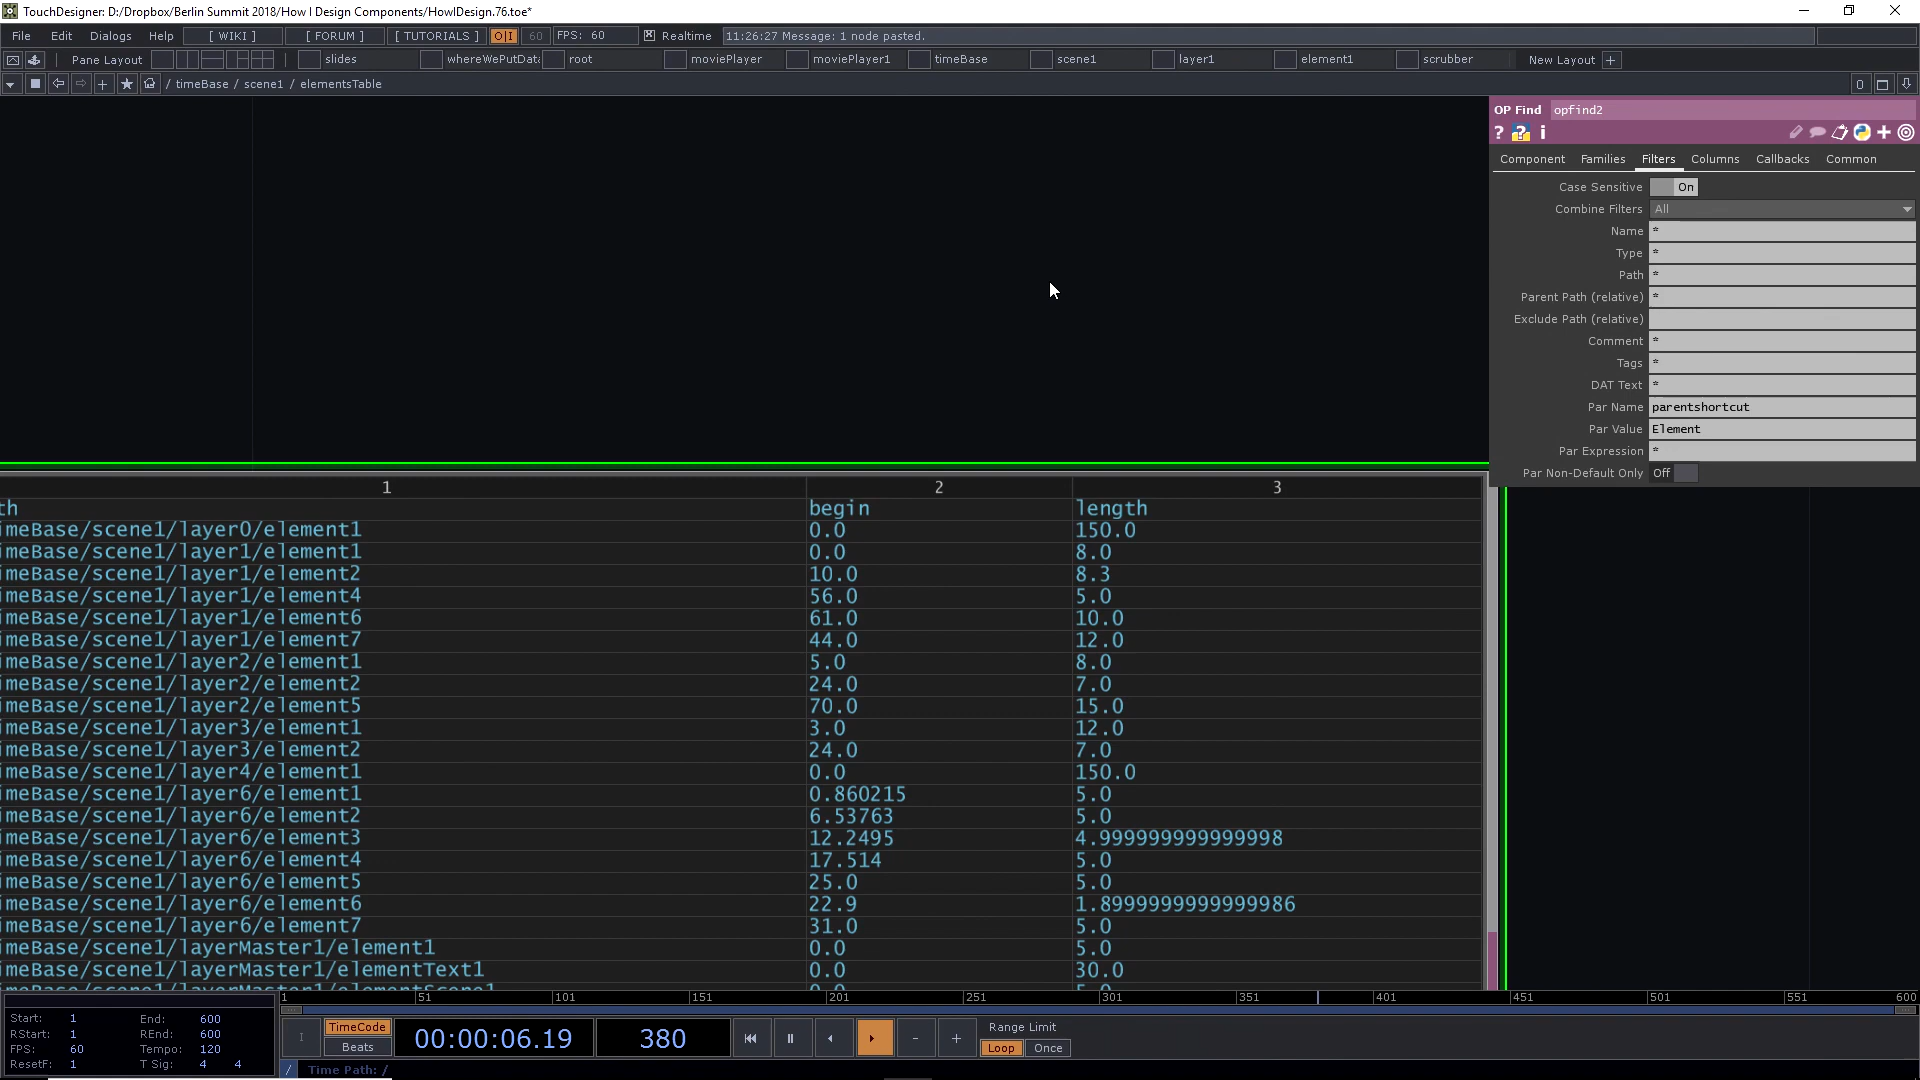 TouchDesigner: D:/Dropbox/Berlin Summit 2018/How I Design Components/HowIDesign.76.toe*
File Edit Dialogs Help [ WIKI ] [ FORUM ] [ TUTORIALS ] O|I 60 FPS: 60 Realtime 11:26:27 Message: 1 node pasted.
Pane Layout slides whereWePutData root moviePlayer moviePlayer1 timeBase scene1 layer1 element1 scrubber New Layout +
/ timeBase / scene1 / elementsTable 0
OP Find opfind2
? ? i
Component Families Filters Columns Callbacks Common
Case Sensitive On
Combine Filters All
Name *
Type *
Path *
Parent Path (relative) *
Exclude Path (relative)
Comment *
Tags *
DAT Text *
Par Name parentshortcut
Par Value Element
Par Expression *
Par Non-Default Only Off
1 2 3
th begin length
imeBase/scene1/layer0/element1 0.0 150.0
imeBase/scene1/layer1/element1 0.0 8.0
imeBase/scene1/layer1/element2 10.0 8.3
imeBase/scene1/layer1/element4 56.0 5.0
imeBase/scene1/layer1/element6 61.0 10.0
imeBase/scene1/layer1/element7 44.0 12.0
imeBase/scene1/layer2/element1 5.0 8.0
imeBase/scene1/layer2/element2 24.0 7.0
imeBase/scene1/layer2/element5 70.0 15.0
imeBase/scene1/layer3/element1 3.0 12.0
imeBase/scene1/layer3/element2 24.0 7.0
imeBase/scene1/layer4/element1 0.0 150.0
imeBase/scene1/layer6/element1 0.860215 5.0
imeBase/scene1/layer6/element2 6.53763 5.0
imeBase/scene1/layer6/element3 12.2495 4.999999999999998
imeBase/scene1/layer6/element4 17.514 5.0
imeBase/scene1/layer6/element5 25.0 5.0
imeBase/scene1/layer6/element6 22.9 1.8999999999999986
imeBase/scene1/layer6/element7 31.0 5.0
imeBase/scene1/layerMaster1/element1 0.0 5.0
imeBase/scene1/layerMaster1/elementText1 0.0 30.0
imeBase/scene1/layerMaster1/elementScene1 0.0 5.0
1 51 101 151 201 251 301 351 401 451 501 551 600
Start: 1 End: 600
RStart: 1 REnd: 600
FPS: 60 Tempo: 120
ResetF: 1 T Sig: 4 4
I TimeCode Beats 00:00:06.19 380 - + Range Limit
Loop Once
/ Time Path: /